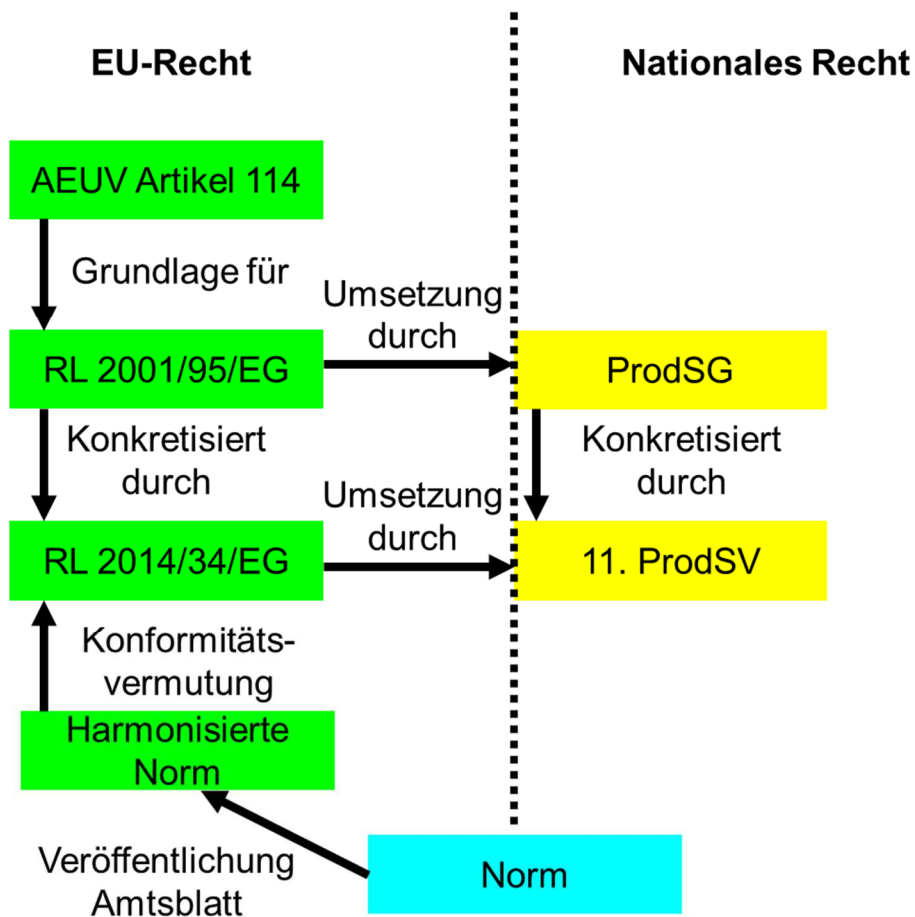 EU-Recht
Nationales Recht
AEUV Artikel 114
Grundlage für
Umsetzung
durch
RL 2001/95/EG
ProdSG
Konkretisiert
durch
Konkretisiert
durch
Umsetzung
durch
RL 2014/34/EG
11. ProdSV
Konformitäts-
vermutung
Harmonisierte
Norm
Veröffentlichung
Amtsblatt
Norm